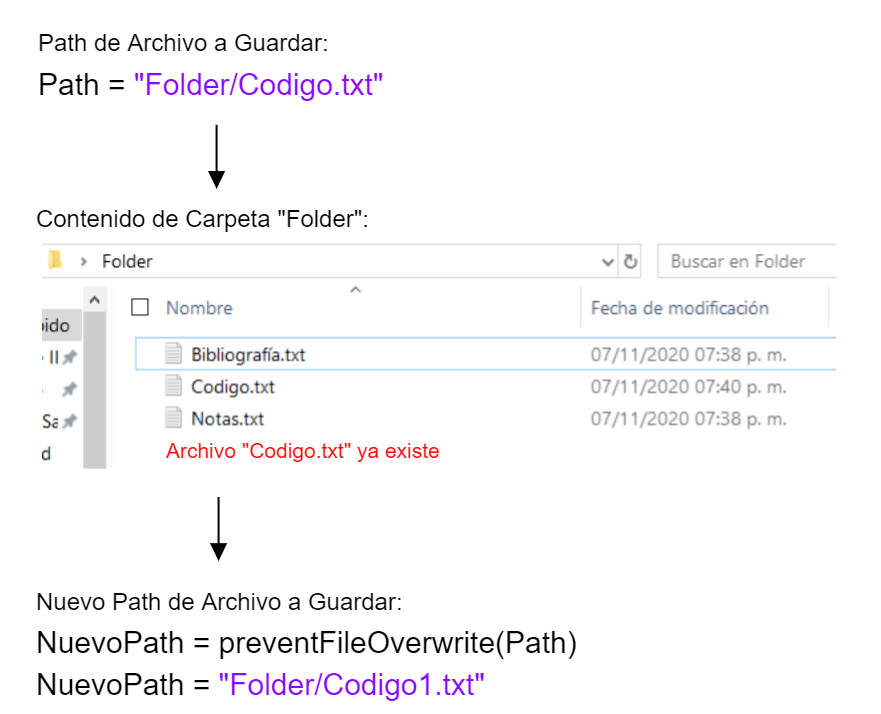 Path de Archivo a Guardar:
Path = "Folder/Codigo.txt"
Contenido de Carpeta "Folder":
Folder
Buscar en Folder
Nombre
Fecha de modificación
Bibliografía.txt 07/11/2020 07:38 p. m.
Codigo.txt 07/11/2020 07:40 p. m.
Notas.txt 07/11/2020 07:38 p. m.
Archivo "Codigo.txt" ya existe
Nuevo Path de Archivo a Guardar:
NuevoPath = preventFileOverwrite(Path)
NuevoPath = "Folder/Codigo1.txt"